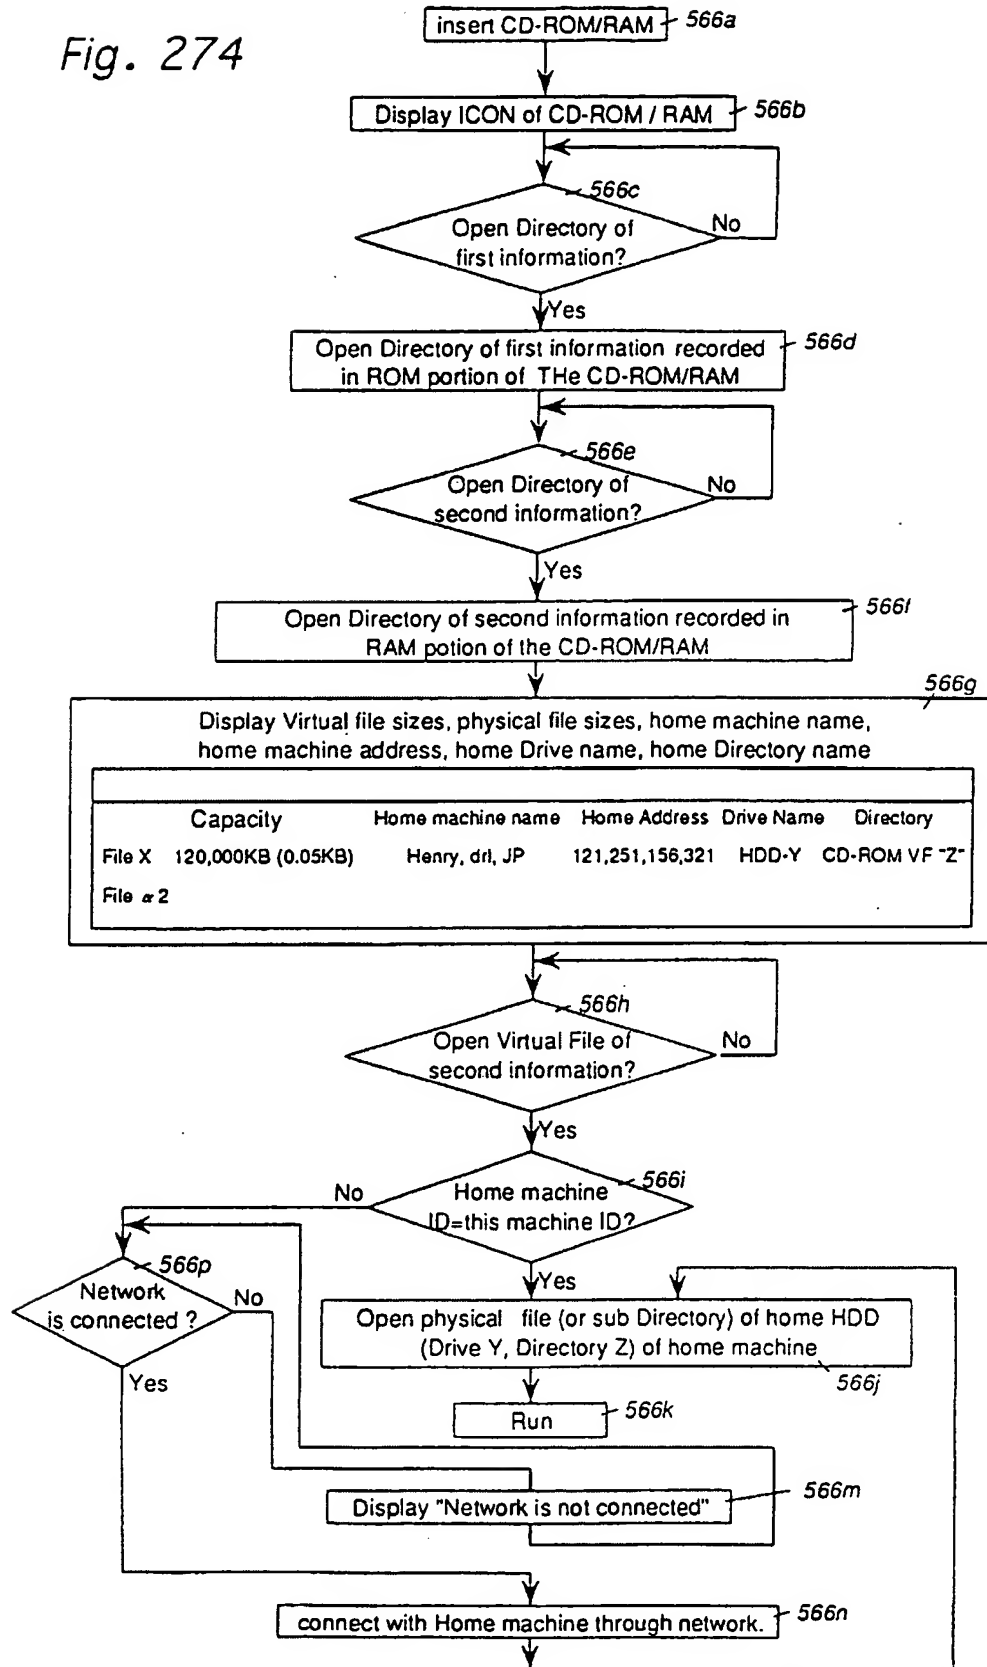 Fig. 274
insert CD-ROM/RAM
566a
Display ICON of CD-ROM / RAM
566b
566c
Open Directory of
first information?
No
Yes
Open Directory of first information recorded
in ROM portion of THe CD-ROM/RAM
566d
566e
Open Directory of
second information?
No
Yes
Open Directory of second information recorded in
RAM potion of the CD-ROM/RAM
566f
566g
Display Virtual file sizes, physical file sizes, home machine name,
home machine address, home Drive name, home Directory name
Capacity Home machine name Home Address Drive Name Directory
File X 120,000KB (0.05KB) Henry, drl, JP 121,251,156,321 HDD-Y CD-ROM VF "Z"
File α 2
566h
Open Virtual File of
second information?
No
Yes
566i
Home machine
ID=this machine ID?
No
Yes
566p
Network
is connected ?
No
Yes
Open physical file (or sub Directory) of home HDD
(Drive Y, Directory Z) of home machine
566j
Run
566k
Display "Network is not connected"
566m
connect with Home machine through network.
566n